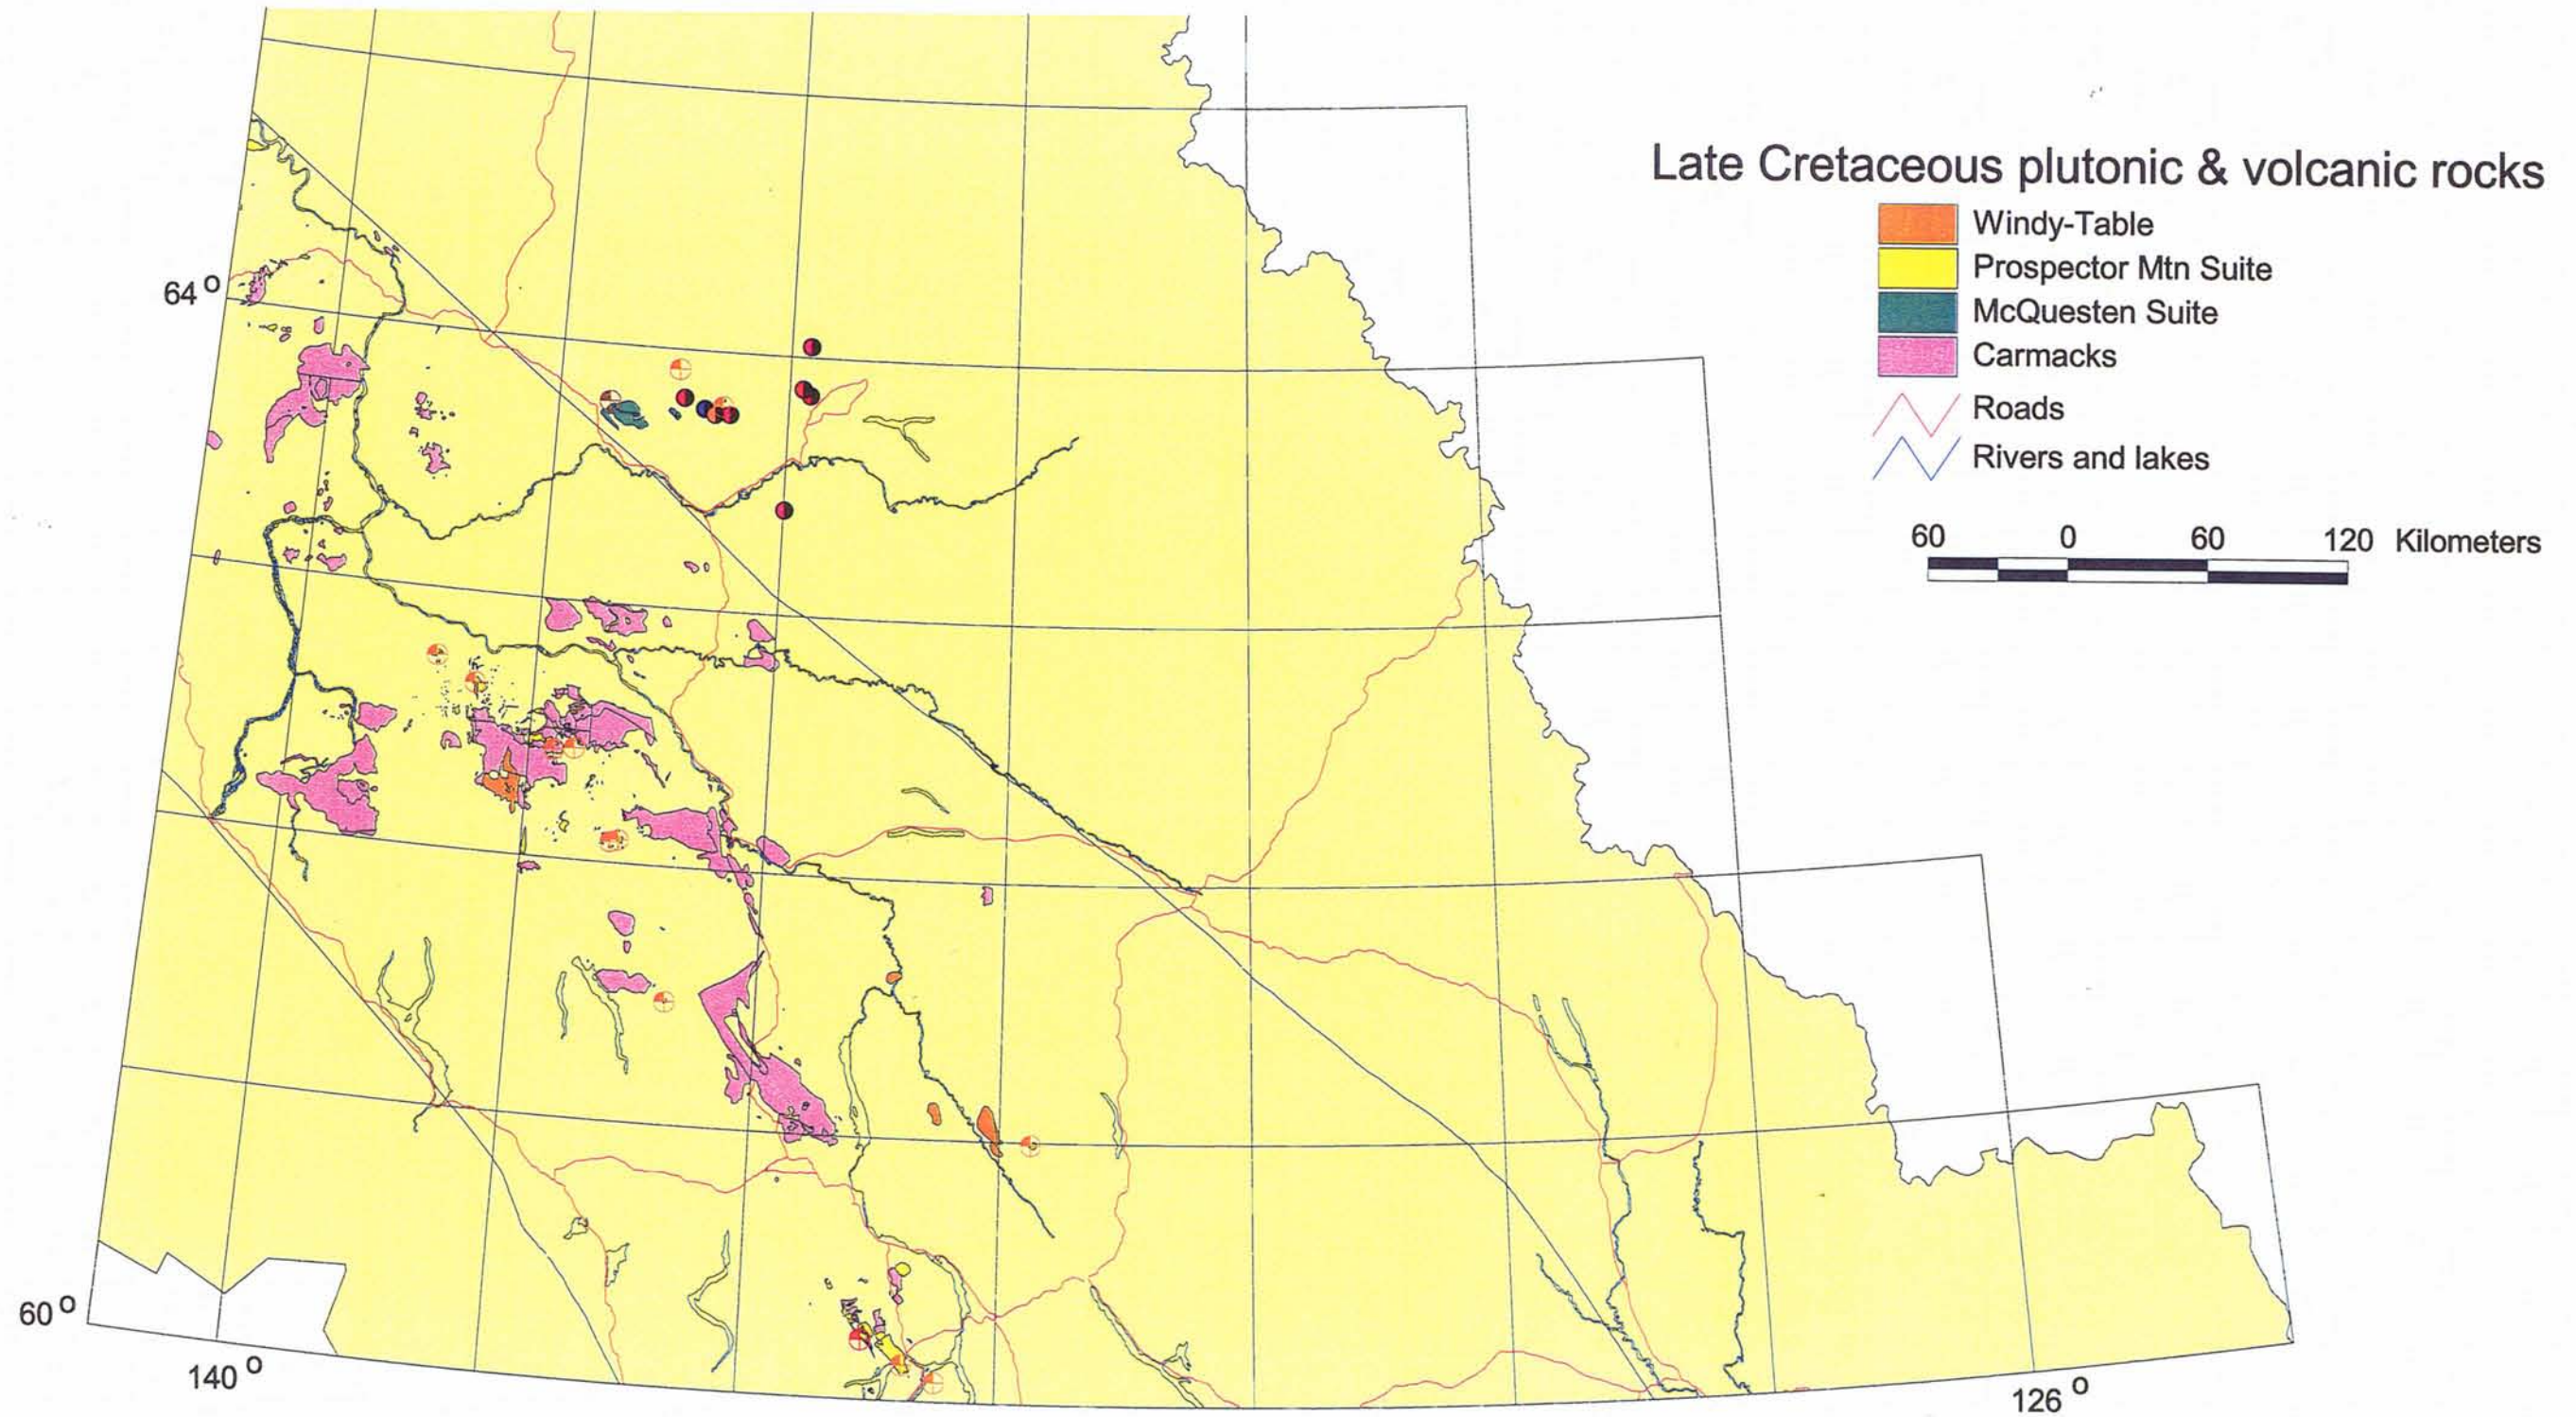 Late Cretaceous plutonic & volcanic rocks
Windy-Table
Prospector Mtn Suite
McQuesten Suite
Carmacks
Roads
Rivers and lakes
60 0 60 120 Kilometers
64°
60°
140°
126°